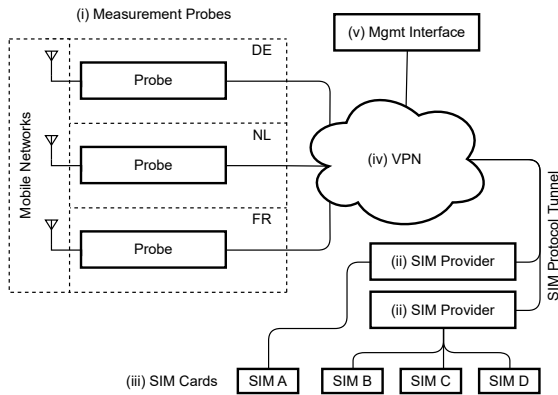 (i) Measurement Probes
(v) Mgmt Interface
DE
Probe
Mobile Networks
NL
Probe
(iv) VPN
FR
Probe
SIM Protocol Tunnel
(ii) SIM Provider
(ii) SIM Provider
(iii) SIM Cards
SIM A
SIM B
SIM C
SIM D